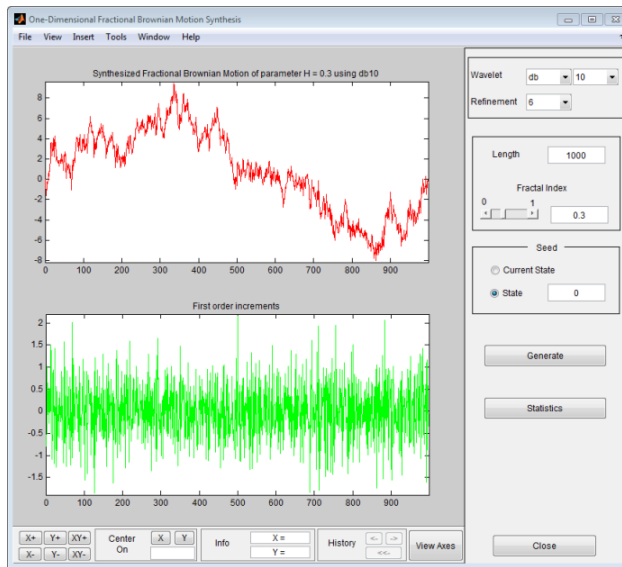 One-Dimensional Fractional Brownian Motion Synthesis
File View Insert Tools Window Help
Synthesized Fractional Brownian Motion of parameter H = 0.3 using db10
8
6
4
2
0
-2
-4
-6
-8
0 100 200 300 400 500 600 700 800 900
First order increments
2
1.5
1
0.5
0
-0.5
-1
-1.5
0 100 200 300 400 500 600 700 800 900
Wavelet db 10
Refinement 6
Length 1000
Fractal Index
0 1
0.3
Seed
Current State
State 0
Generate
Statistics
X+ Y+ XY+
X- Y- XY-
Center On
X Y
Info
X =
Y =
History
<- ->
<<-
View Axes
Close